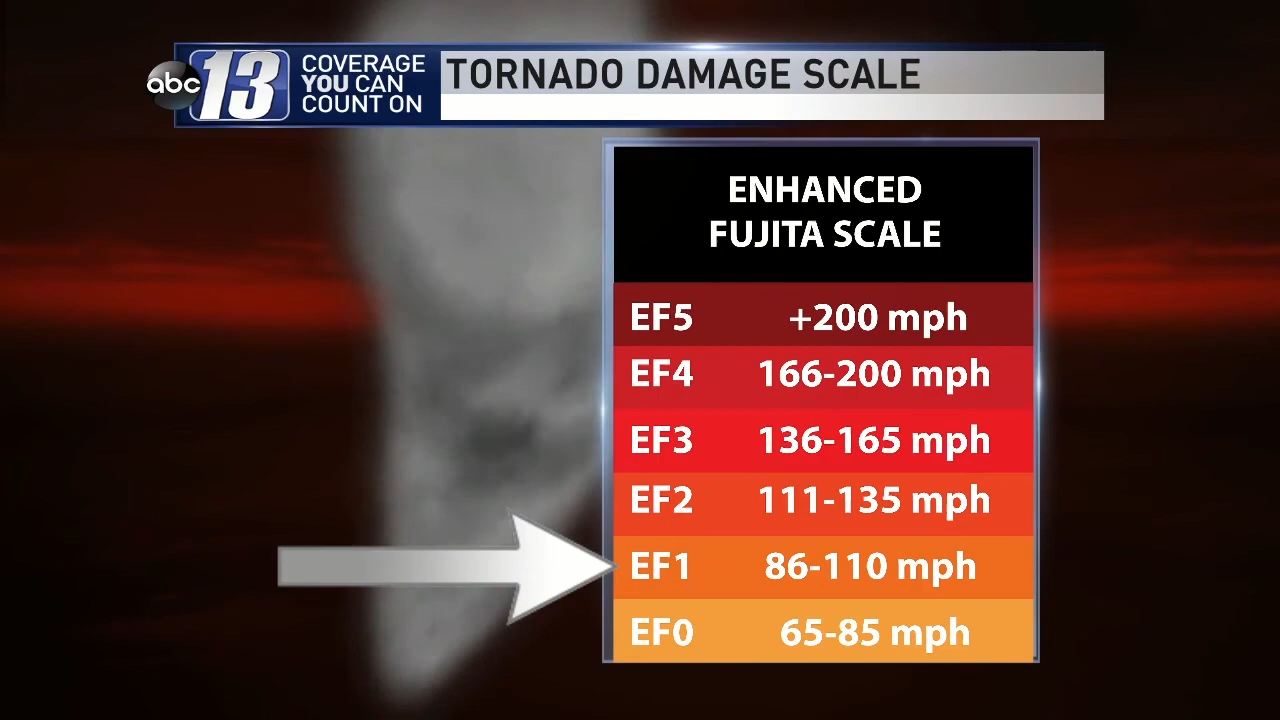 abc 13
COVERAGE
YOU CAN
COUNT ON
TORNADO DAMAGE SCALE
ENHANCED
FUJITA SCALE
EF5 +200 mph
EF4 166-200 mph
EF3 136-165 mph
EF2 111-135 mph
EF1 86-110 mph
EF0 65-85 mph